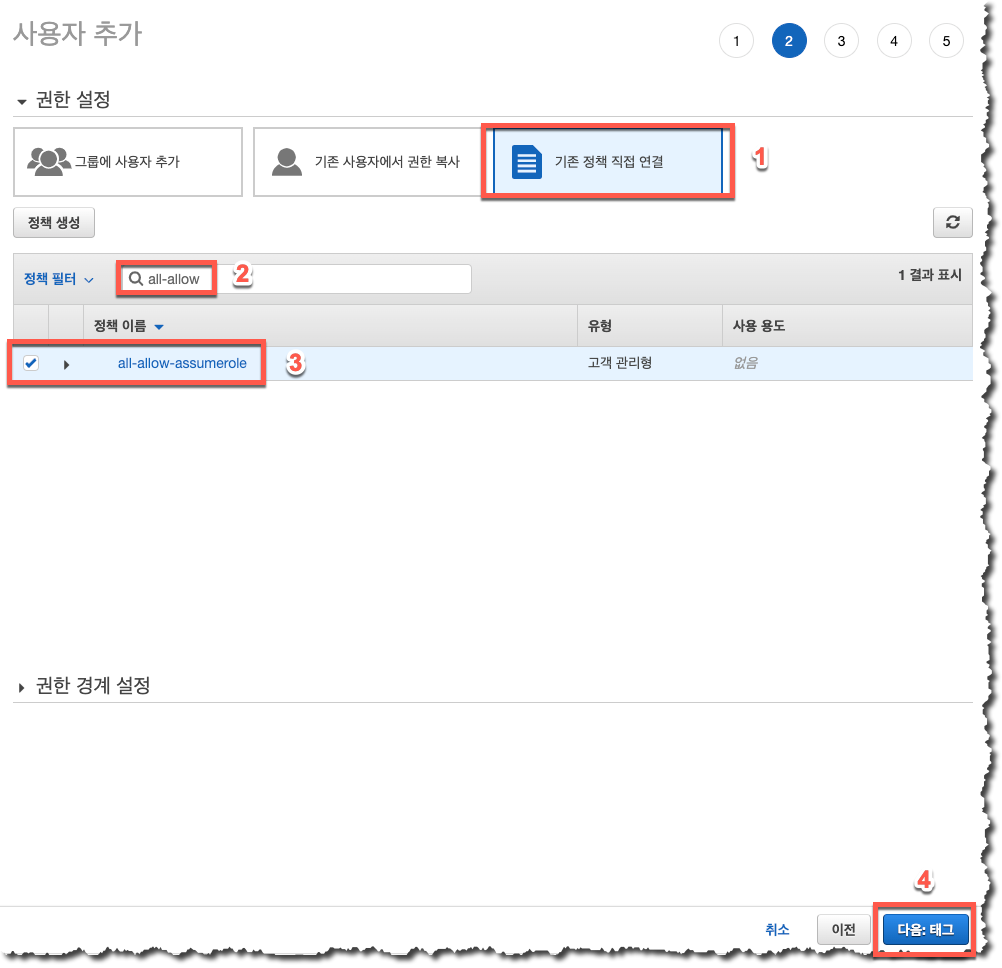 사용자 추가
1 2 3 4 5
권한 설정
그룹에 사용자 추가
기존 사용자에서 권한 복사
기존 정책 직접 연결
1
정책 생성
정책 필터
all-allow
2
1 결과 표시
정책 이름 유형 사용 용도
all-allow-assumerole 3 고객 관리형 없음
권한 경계 설정
4
취소 이전 다음: 태그